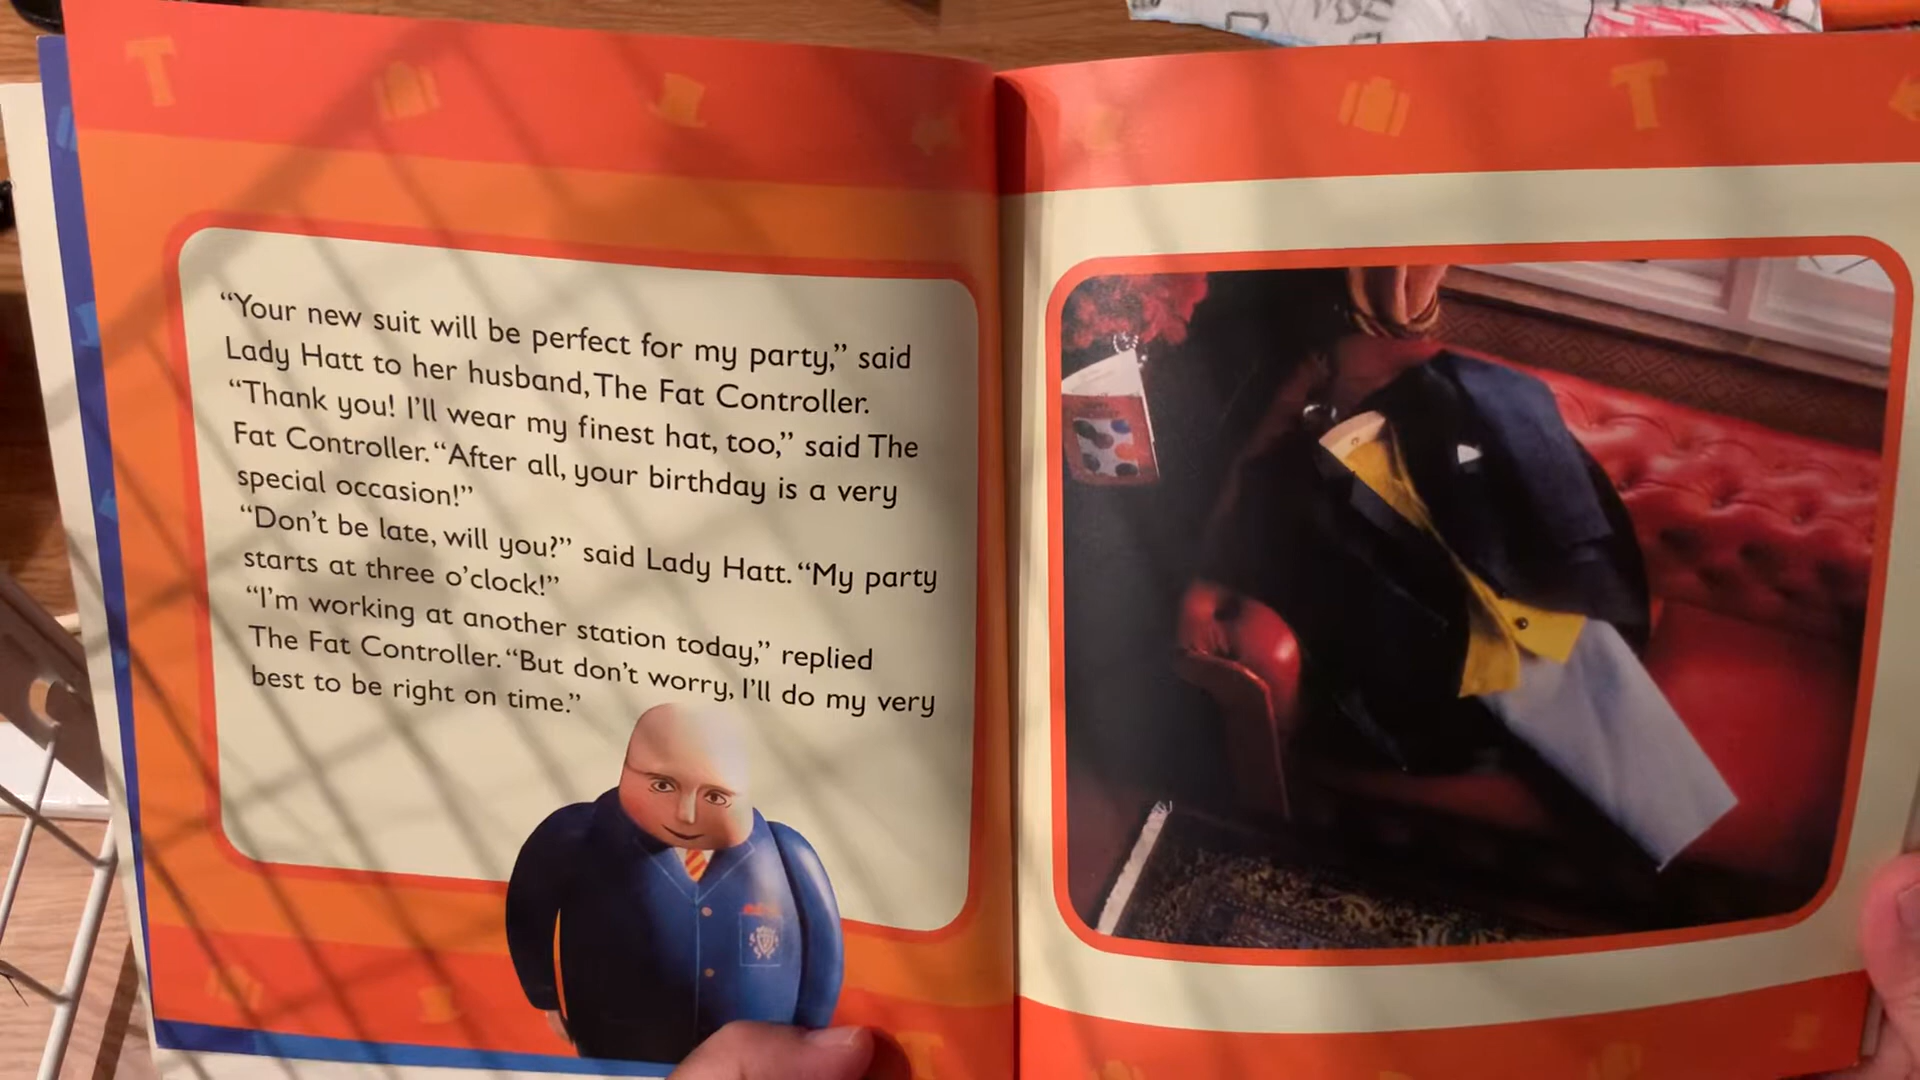 “Your new suit will be perfect for my party,” said
Lady Hatt to her husband, The Fat Controller.
“Thank you! I’ll wear my finest hat, too,” said The
Fat Controller. “After all, your birthday is a very
special occasion!”
“Don’t be late, will you?” said Lady Hatt. “My party
starts at three o’clock!”
“I’m working at another station today,” replied
The Fat Controller. “But don’t worry, I’ll do my very
best to be right on time.”